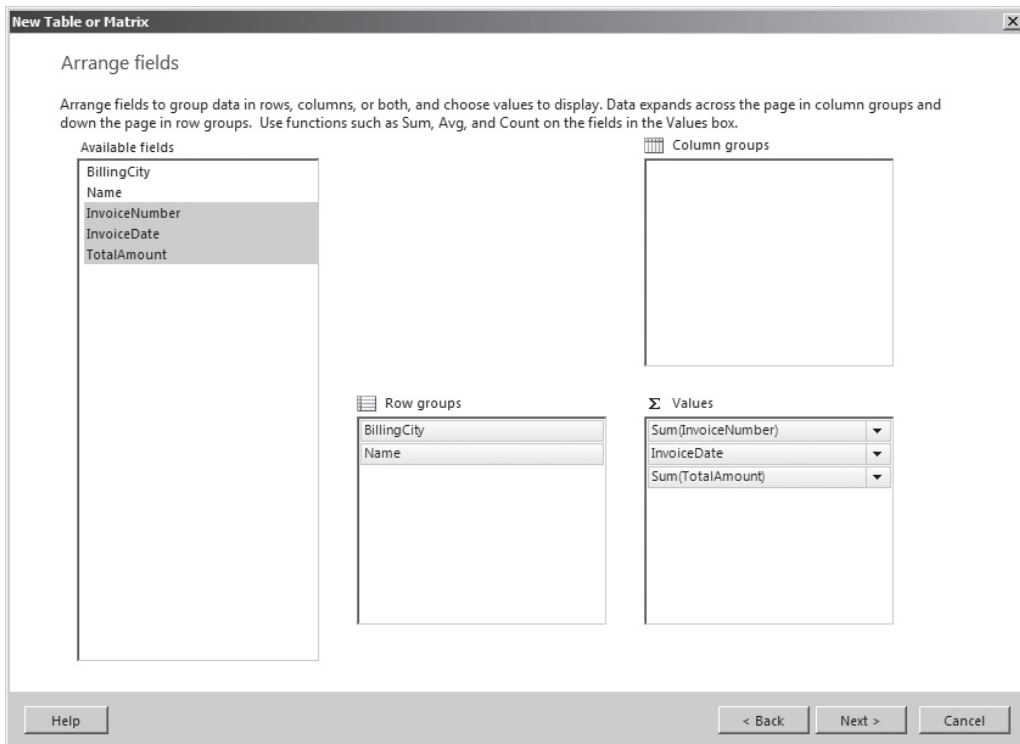 New Table or Matrix
Arrange fields
Arrange fields to group data in rows, columns, or both, and choose values to display. Data expands across the page in column groups and
down the page in row groups.  Use functions such as Sum, Avg, and Count on the fields in the Values box.
Available fields
BillingCity
Name
InvoiceNumber
InvoiceDate
TotalAmount
Column groups
Row groups
BillingCity
Name
Σ Values
Sum(InvoiceNumber)
InvoiceDate
Sum(TotalAmount)
Help
< Back
Next >
Cancel